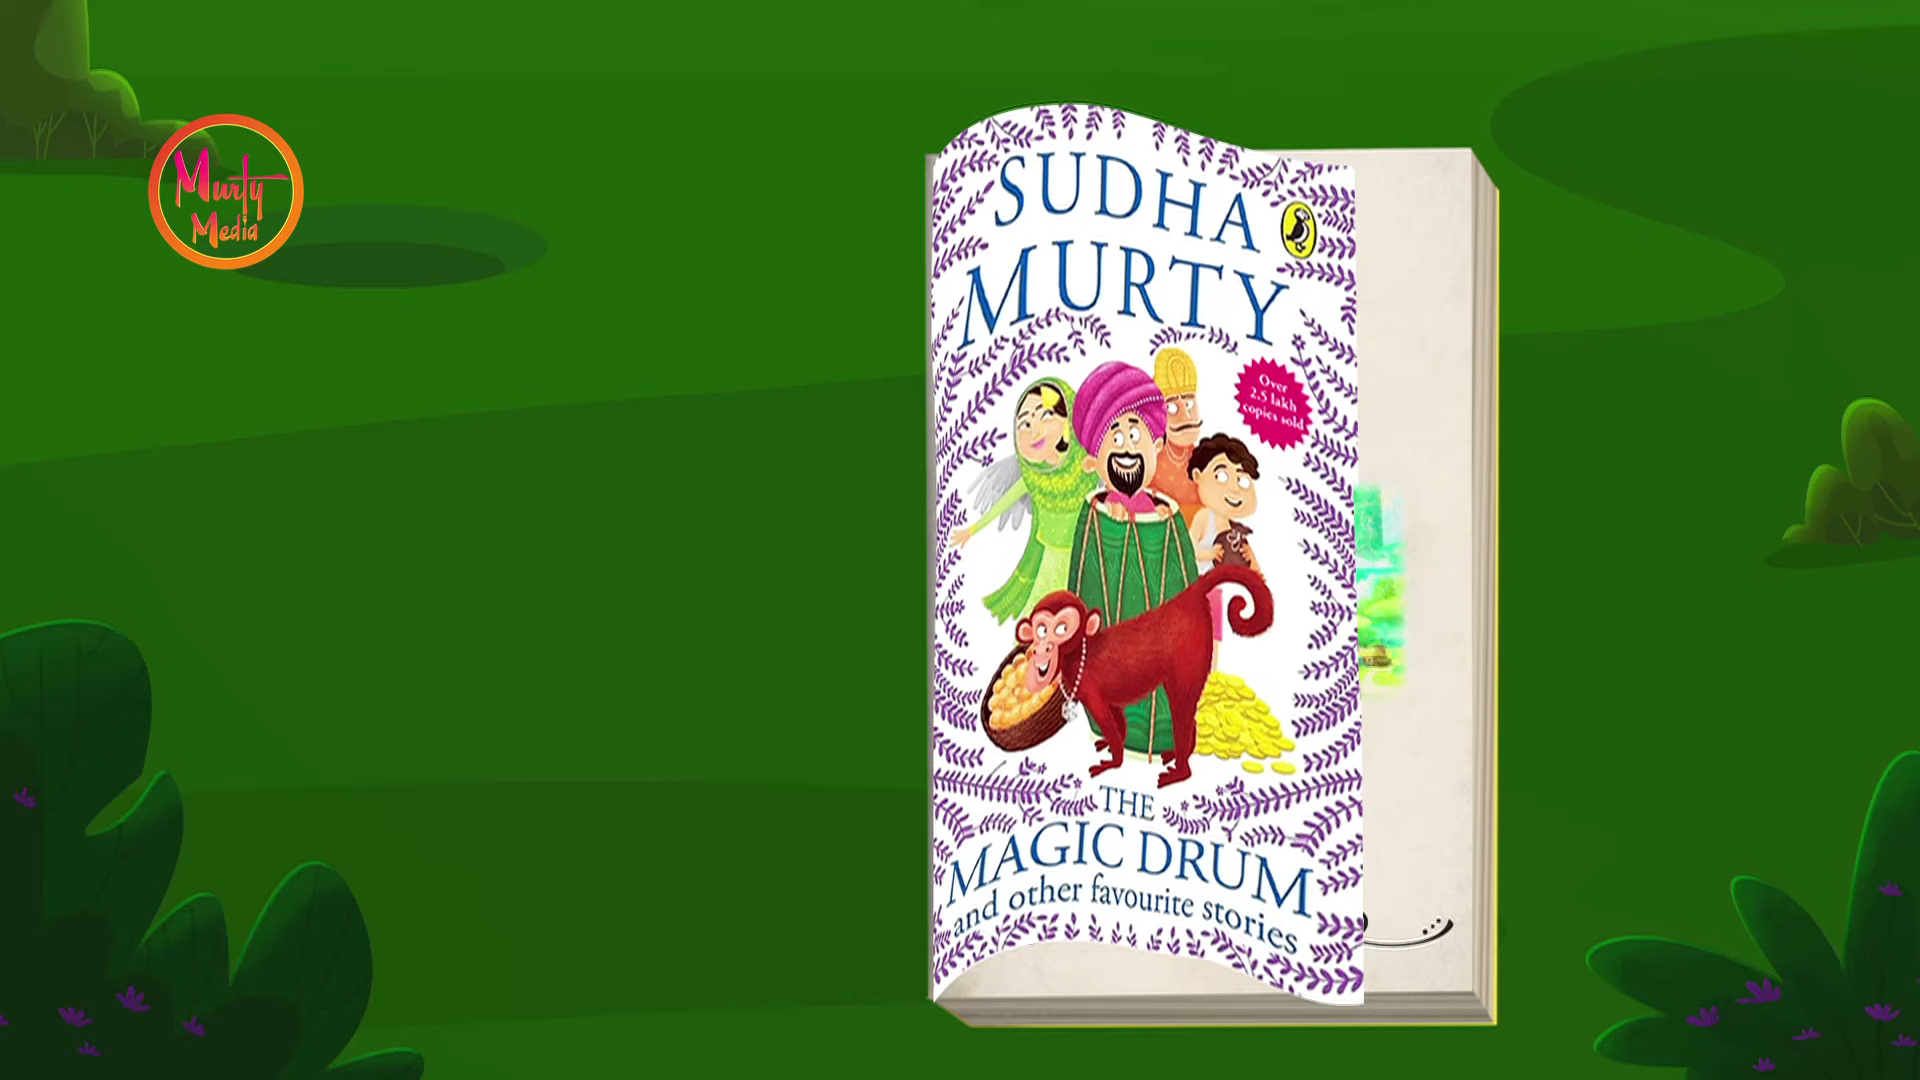 Murty
Media
SUDHA
MURTY
Over
2.5 lakh
copies sold
THE
MAGIC DRUM
and other favourite stories